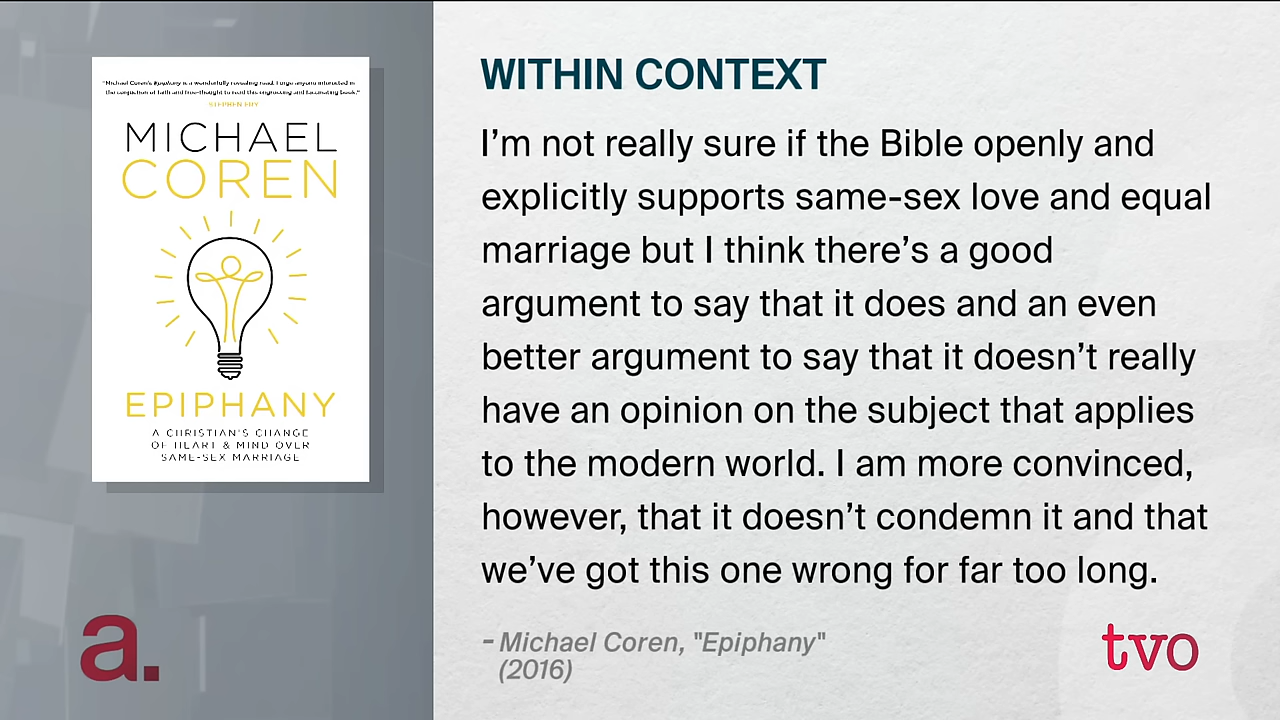 "Michael Coren's Epiphany is a wonderfully revealing read. I urge anyone interested in
the conjunction of faith and free-thought to read this engrossing and fascinating book."
STEPHEN FRY
MICHAEL
COREN
EPIPHANY
A CHRISTIAN'S CHANGE
OF HEART & MIND OVER
SAME-SEX MARRIAGE
a.
WITHIN CONTEXT
I'm not really sure if the Bible openly and
explicitly supports same-sex love and equal
marriage but I think there's a good
argument to say that it does and an even
better argument to say that it doesn't really
have an opinion on the subject that applies
to the modern world. I am more convinced,
however, that it doesn't condemn it and that
we've got this one wrong for far too long.
- Michael Coren, "Epiphany"
(2016)
tvo